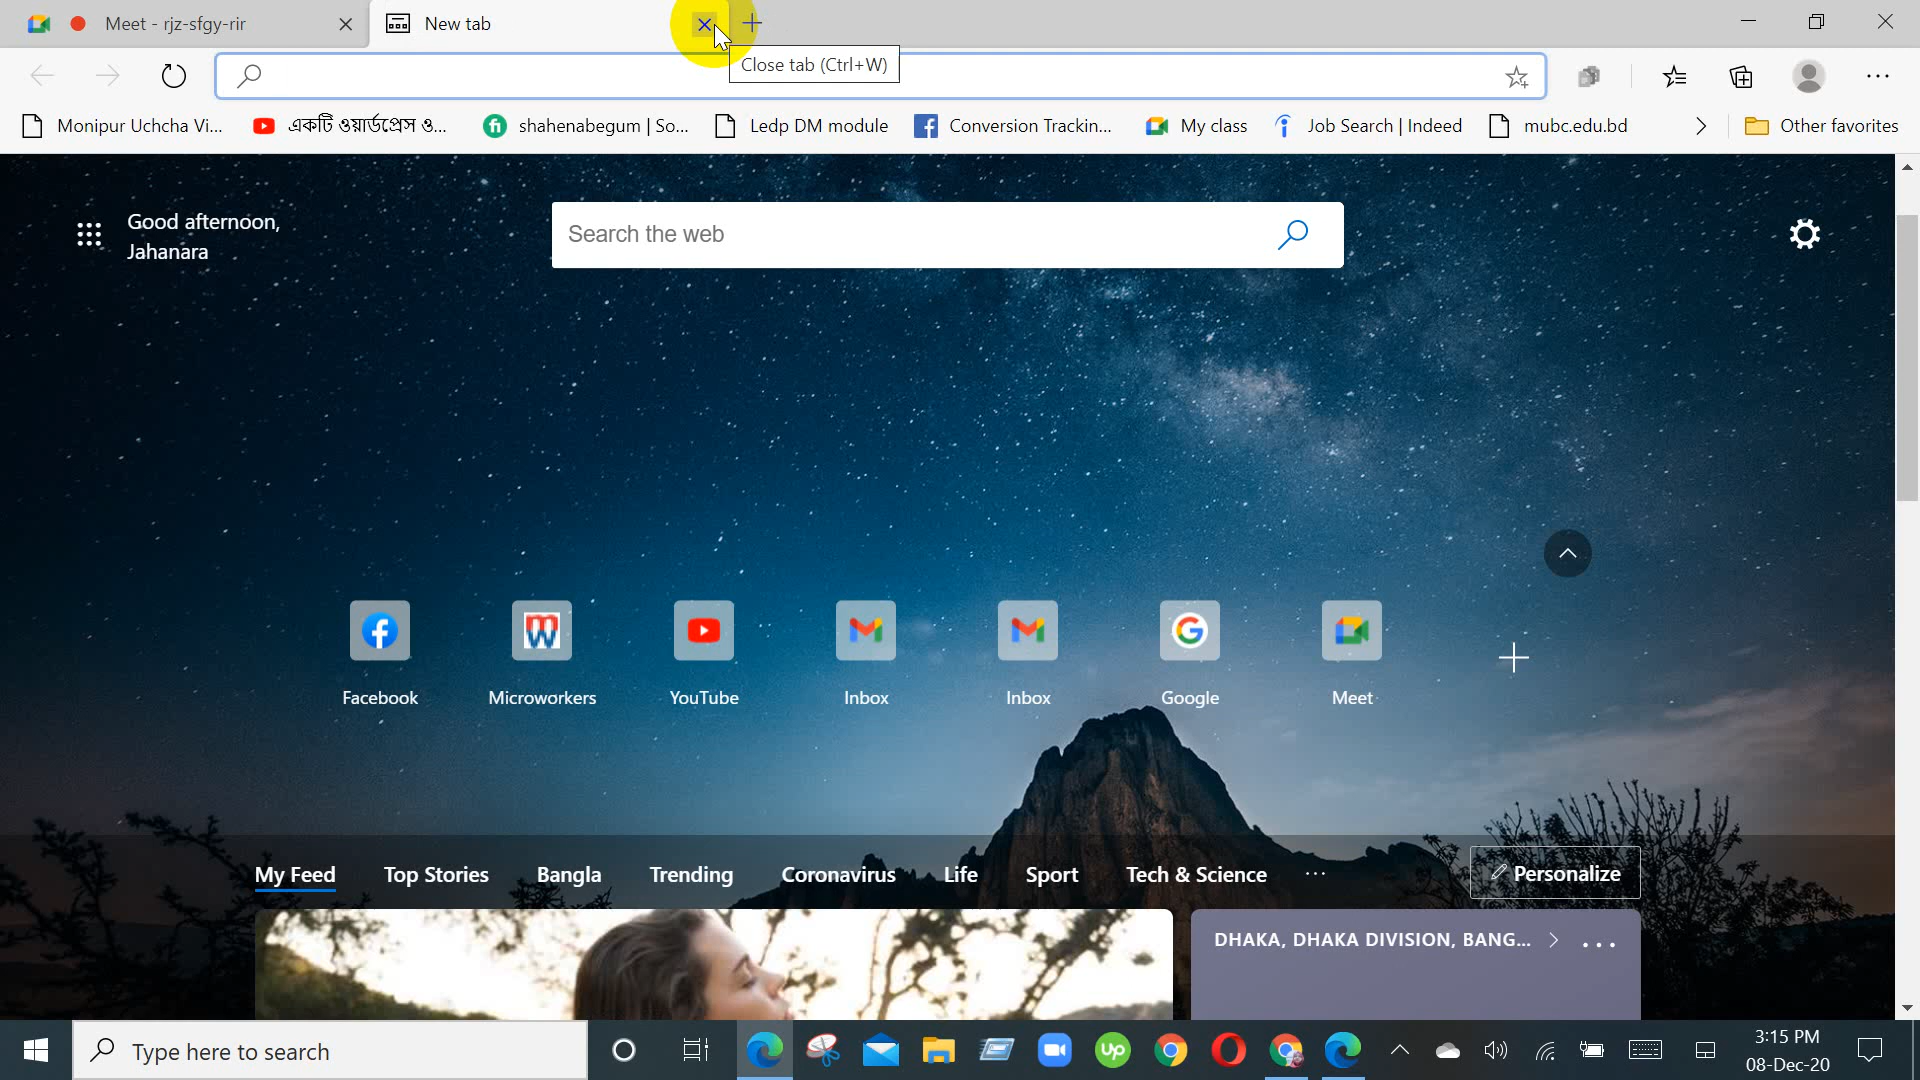 Meet - rjz-sfgy-rir
New tab
Close tab (Ctrl+W)
Monipur Uchcha Vi...
একটি ওয়ার্ডপ্রেস ও...
shahenabegum | So...
Ledp DM module
Conversion Trackin...
My class
Job Search | Indeed
mubc.edu.bd
Other favorites
Good afternoon,
Jahanara
Search the web
Facebook
Microworkers
YouTube
Inbox
Inbox
Google
Meet
My Feed
Top Stories
Bangla
Trending
Coronavirus
Life
Sport
Tech & Science
Personalize
DHAKA, DHAKA DIVISION, BANG...
Type here to search
Up
3:15 PM
08-Dec-20